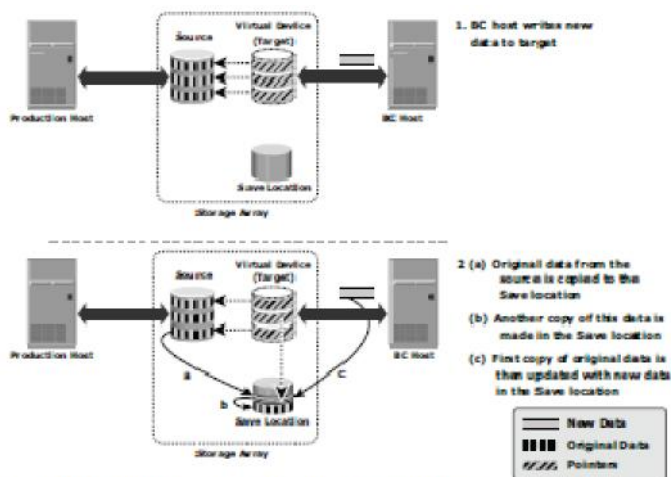 Source
Virtual Device
(Target)
Production Host
BC Host
Save Location
Storage Array
1. BC host writes new
data to target
Source
Virtual Device
(Target)
Production Host
BC Host
a
b
C
Save Location
Storage Array
2 (a) Original data from the
source is copied to the
Save location
(b) Another copy of this data is
made in the Save location
(c) First copy of original data is
then updated with new data
in the Save location
New Data
Original Data
Pointers